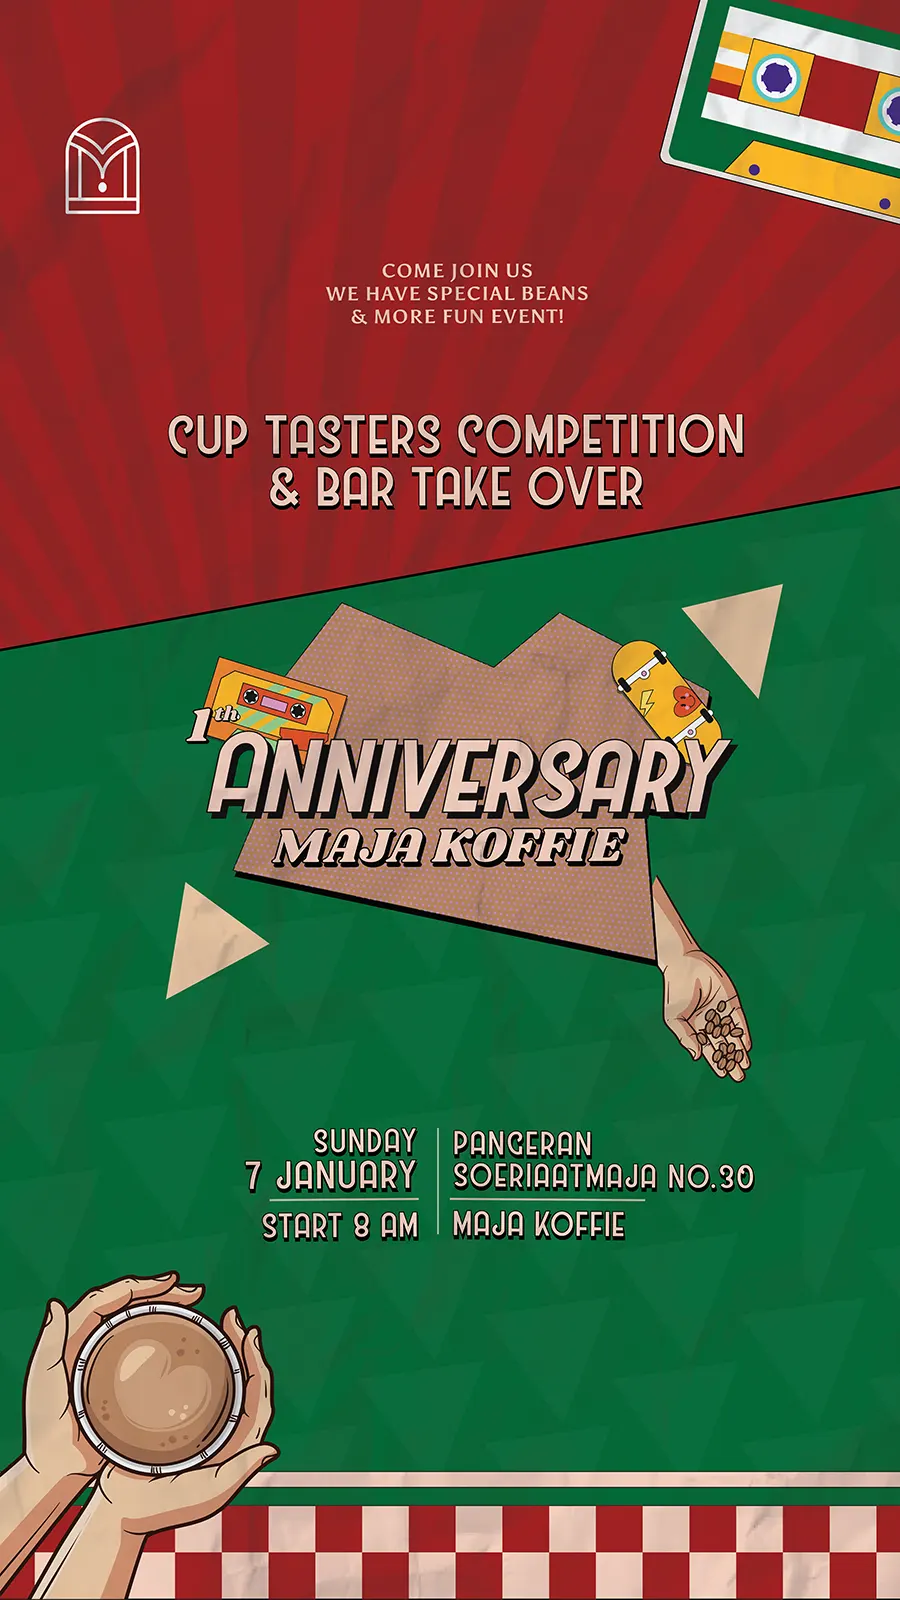 COME JOIN US
WE HAVE SPECIAL BEANS
& MORE FUN EVENT!
CUP TASTERS COMPETITION
& BAR TAKE OVER
1th
ANNIVERSARY
MAJA KOFFIE
SUNDAY
7 JANUARY
START 8 AM
PANGERAN
SOERIAATMAJA NO.30
MAJA KOFFIE